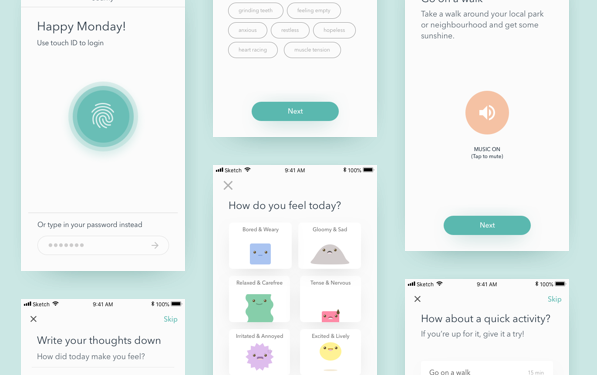 Happy Monday!
Use touch ID to login
Or type in your password instead
Sketch 9:41 AM 100%
Skip
Write your thoughts down
How did today make you feel?
grinding teeth feeling empty
anxious restless hopeless
heart racing muscle tension
Next
Sketch 9:41 AM 100%
How do you feel today?
Bored & Weary Gloomy & Sad
Relaxed & Carefree Tense & Nervous
Irritated & Annoyed Excited & Lively
Go on a walk
Take a walk around your local park
or neighbourhood and get some
sunshine.
MUSIC ON
(Tap to mute)
Next
Sketch 9:41 AM 100%
Skip
How about a quick activity?
If you're up for it, give it a try!
Go on a walk 15 min